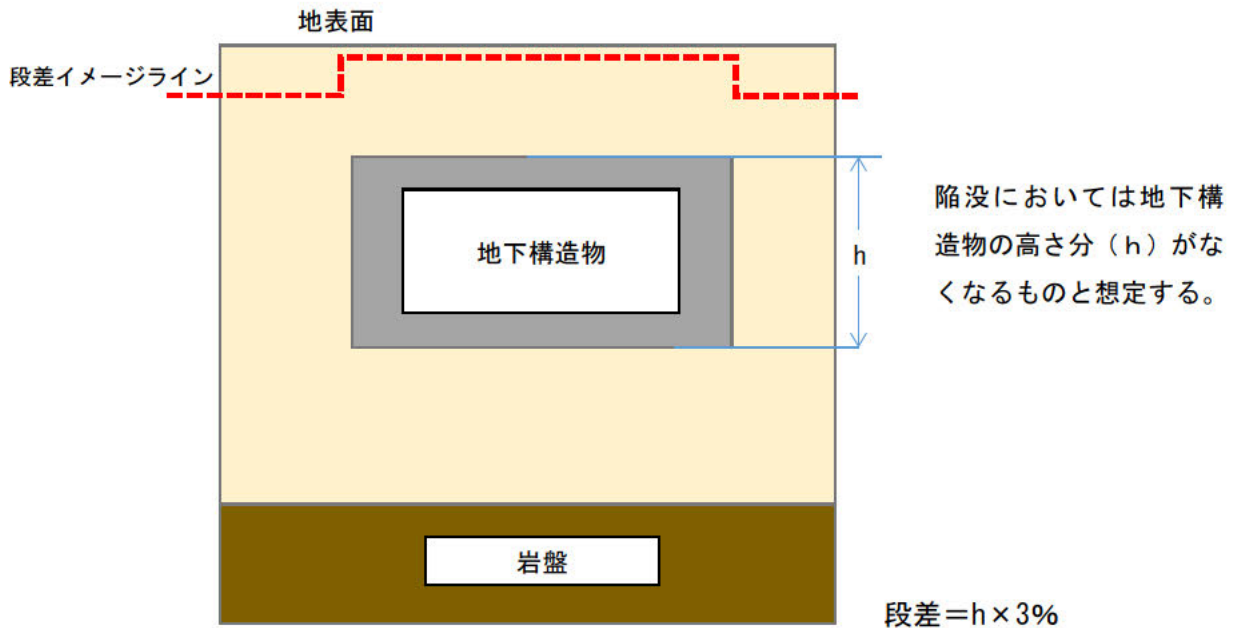 地表面
段差イメージライン
地下構造物
h
陥没においては地下構
造物の高さ分（ｈ）がな
くなるものと想定する。
岩盤
段差＝h×3%